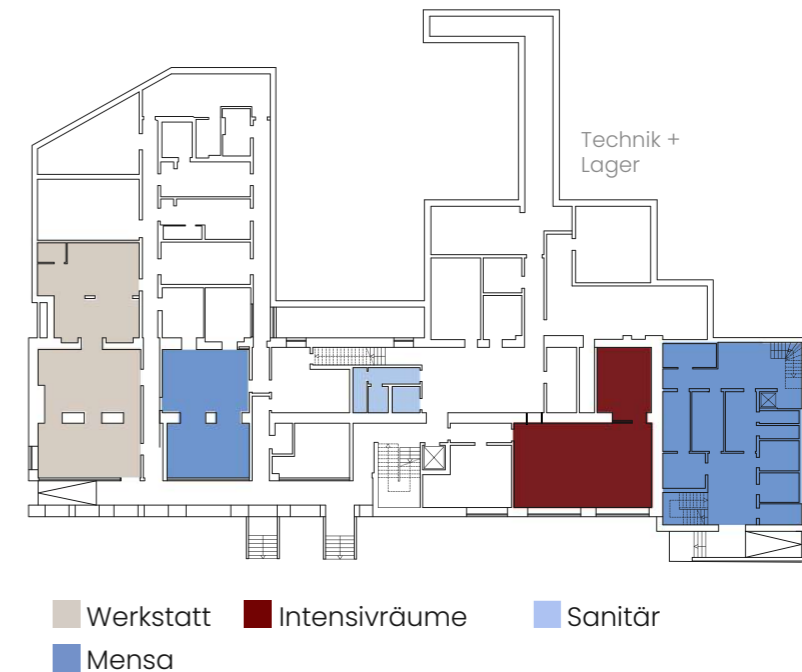 Technik +
Lager
Werkstatt
Intensivräume
Sanitär
Mensa